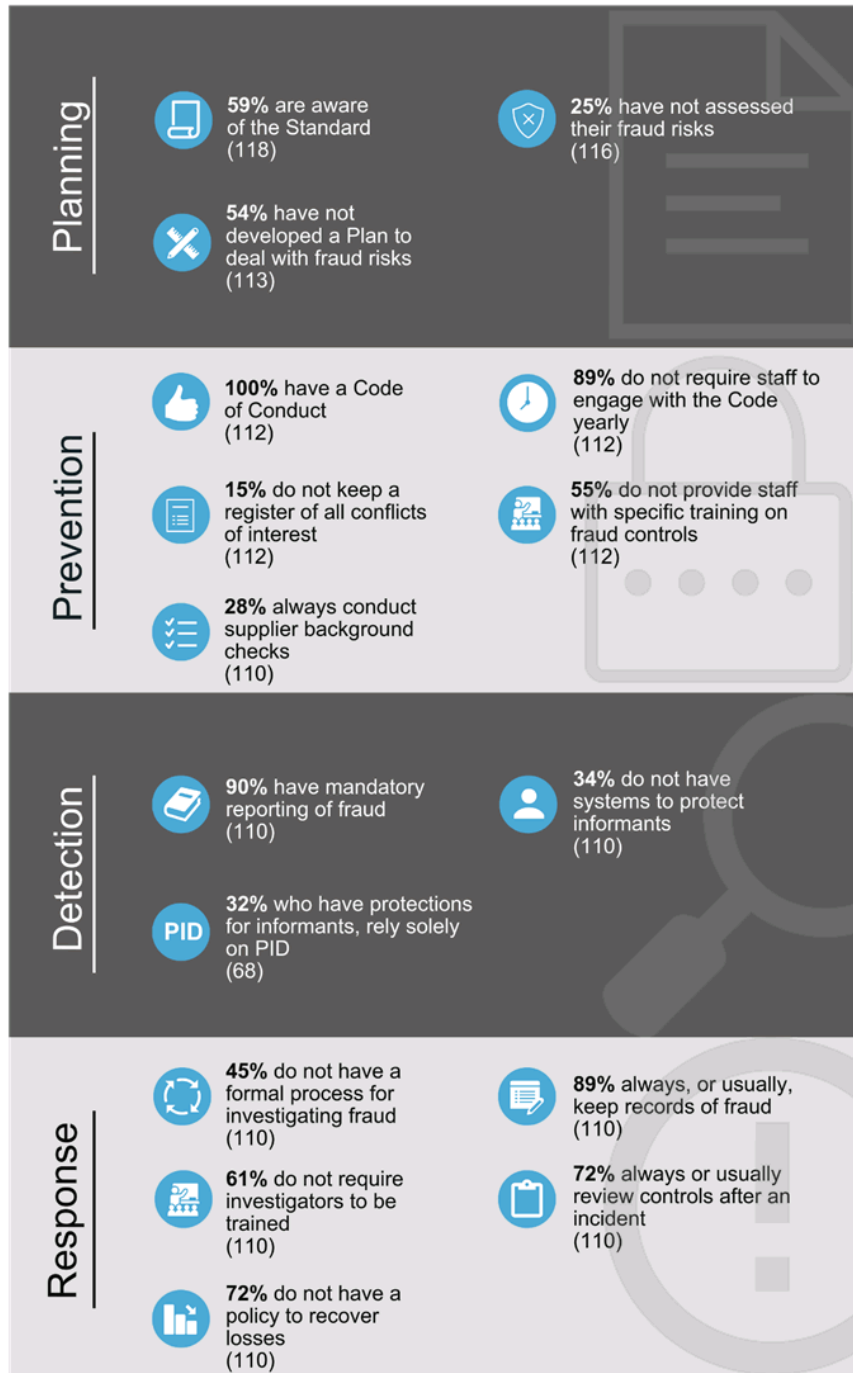 Planning
59% are aware
of the Standard
(118)
25% have not assessed
their fraud risks
(116)
54% have not
developed a Plan to
deal with fraud risks
(113)
Prevention
100% have a Code
of Conduct
(112)
89% do not require staff to
engage with the Code
yearly
(112)
15% do not keep a
register of all conflicts
of interest
(112)
55% do not provide staff
with specific training on
fraud controls
(112)
28% always conduct
supplier background
checks
(110)
Detection
90% have mandatory
reporting of fraud
(110)
34% do not have
systems to protect
informants
(110)
PID
32% who have protections
for informants, rely solely
on PID
(68)
Response
45% do not have a
formal process for
investigating fraud
(110)
89% always, or usually,
keep records of fraud
(110)
61% do not require
investigators to be
trained
(110)
72% always or usually
review controls after an
incident
(110)
72% do not have a
policy to recover
losses
(110)